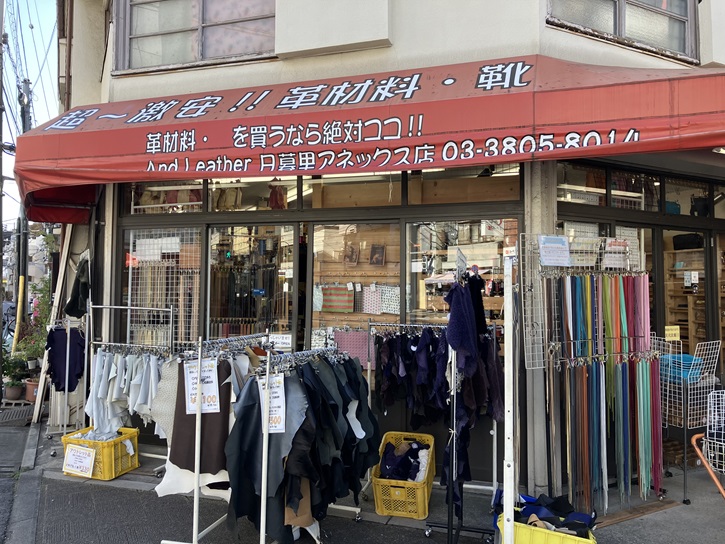 超〜激安!!革材料・靴
革材料・ を買うなら絶対ココ!!
And Leather 日暮里アネックス店 03-3805-8014